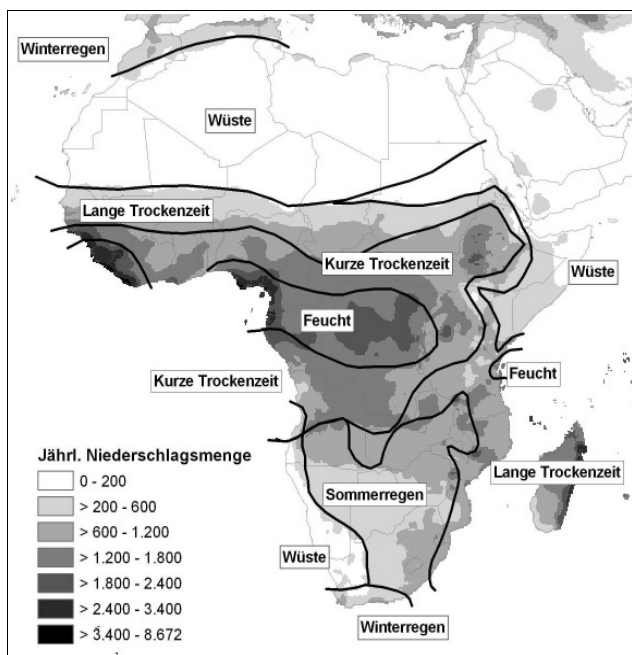 Winterregen
Wüste
Lange Trockenzeit
Kurze Trockenzeit
Wüste
Feucht
Feucht
Kurze Trockenzeit
Jährl. Niederschlagsmenge
0 - 200
> 200 - 600
> 600 - 1.200
> 1.200 - 1.800
> 1.800 - 2.400
> 2.400 - 3.400
> 3.400 - 8.672
Lange Trockenzeit
Sommerregen
Wüste
Winterregen